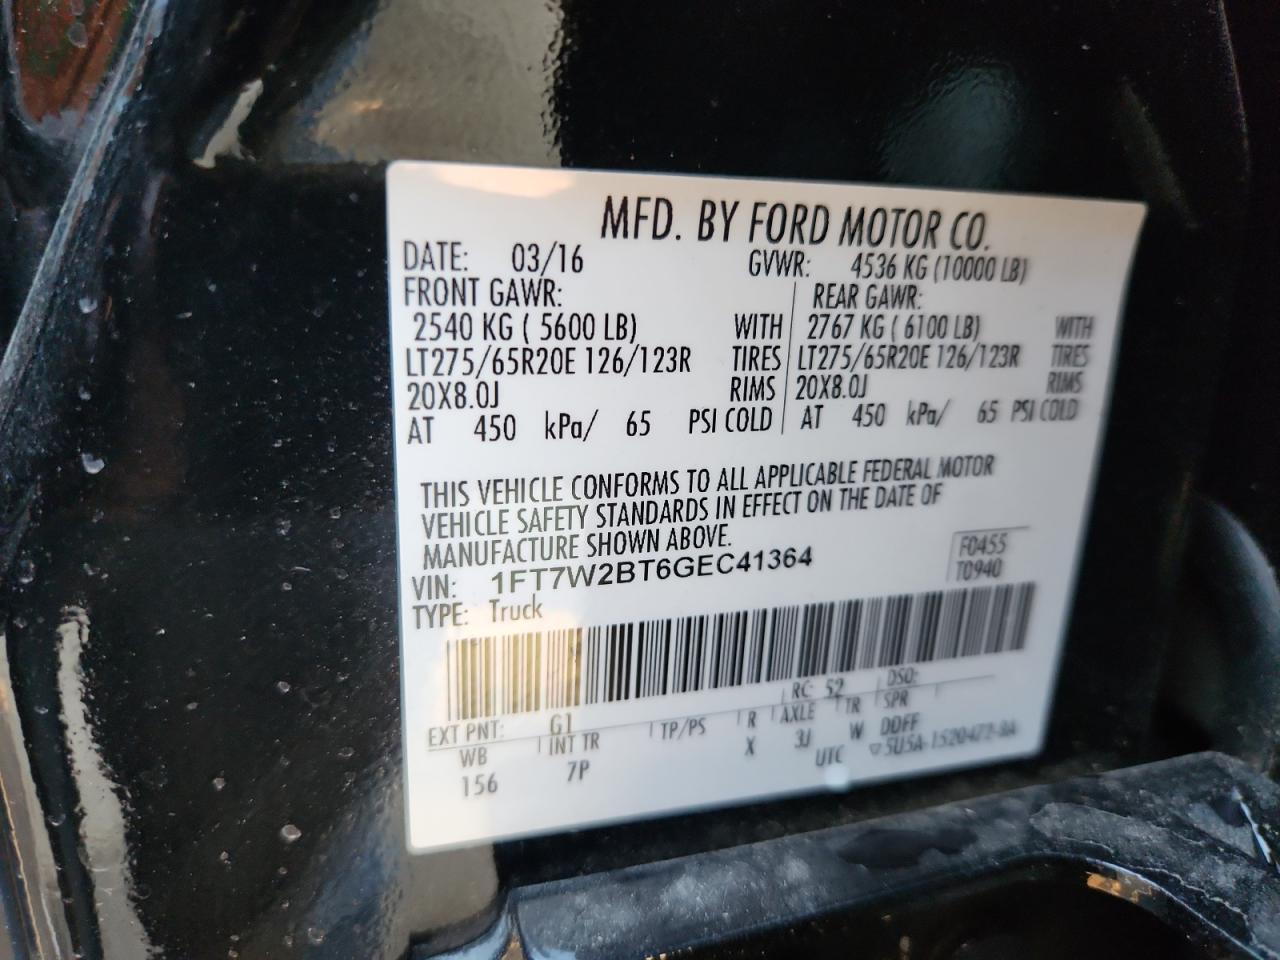 MFD. BY FORD MOTOR CO.
DATE: 03/16 GVWR: 4536 KG (10000 LB)
FRONT GAWR: REAR GAWR:
2540 KG ( 5600 LB) WITH 2767 KG ( 6100 LB) WITH
LT275/65R20E 126/123R TIRES LT275/65R20E 126/123R TIRES
20X8.0J RIMS 20X8.0J RIMS
AT 450 kPa/ 65 PSI COLD AT 450 kPa/ 65 PSI COLD
THIS VEHICLE CONFORMS TO ALL APPLICABLE FEDERAL MOTOR
VEHICLE SAFETY STANDARDS IN EFFECT ON THE DATE OF
MANUFACTURE SHOWN ABOVE.
F0455
T0940
VIN: 1FT7W2BT6GEC41364
TYPE: Truck
EXT PNT: G1 RC: 52 DSO:
WB INT TR TP/PS R AXLE TR SPR
156 7P X 3J W DDFF
UTC